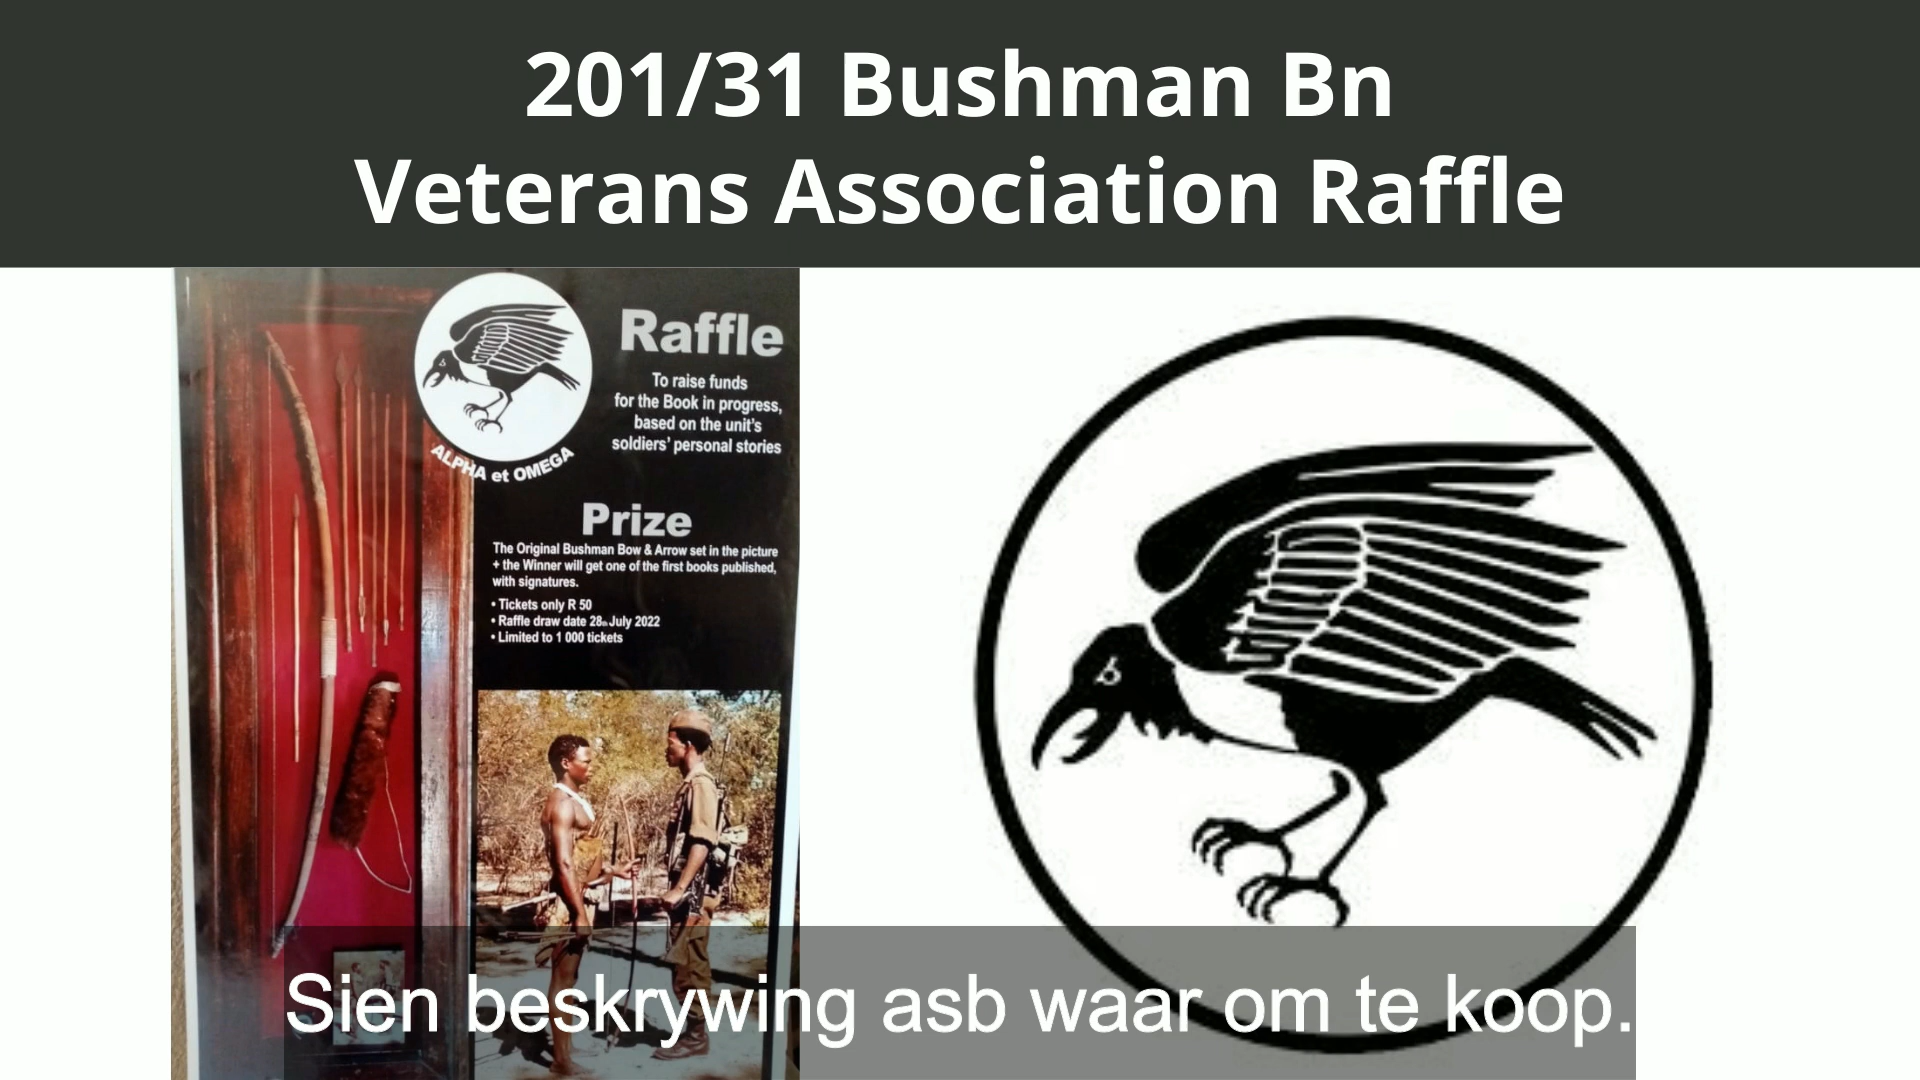 201/31 Bushman Bn
Veterans Association Raffle
ALPHA et OMEGA
Raffle
To raise funds
for the Book in progress,
based on the unit's
soldiers' personal stories
Prize
The Original Bushman Bow & Arrow set in the picture
+ the Winner will get one of the first books published,
with signatures.
• Tickets only R 50
• Raffle draw date 28th July 2022
• Limited to 1 000 tickets
Sien beskrywing asb waar om te koop.